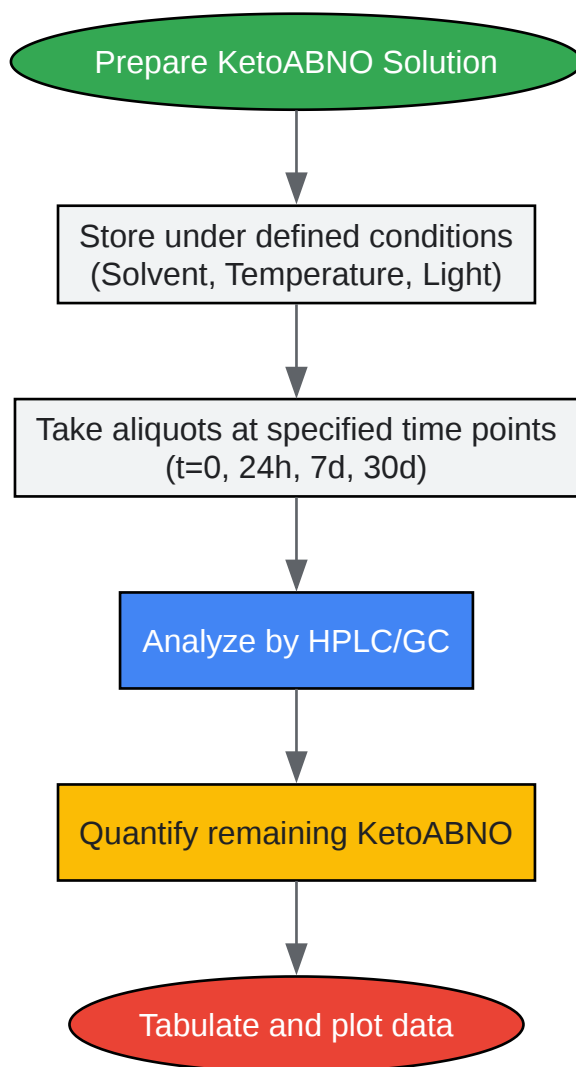 Prepare KetoABNO Solution
Store under defined conditions
(Solvent, Temperature, Light)
Take aliquots at specified time points
(t=0, 24h, 7d, 30d)
Analyze by HPLC/GC
Quantify remaining KetoABNO
Tabulate and plot data